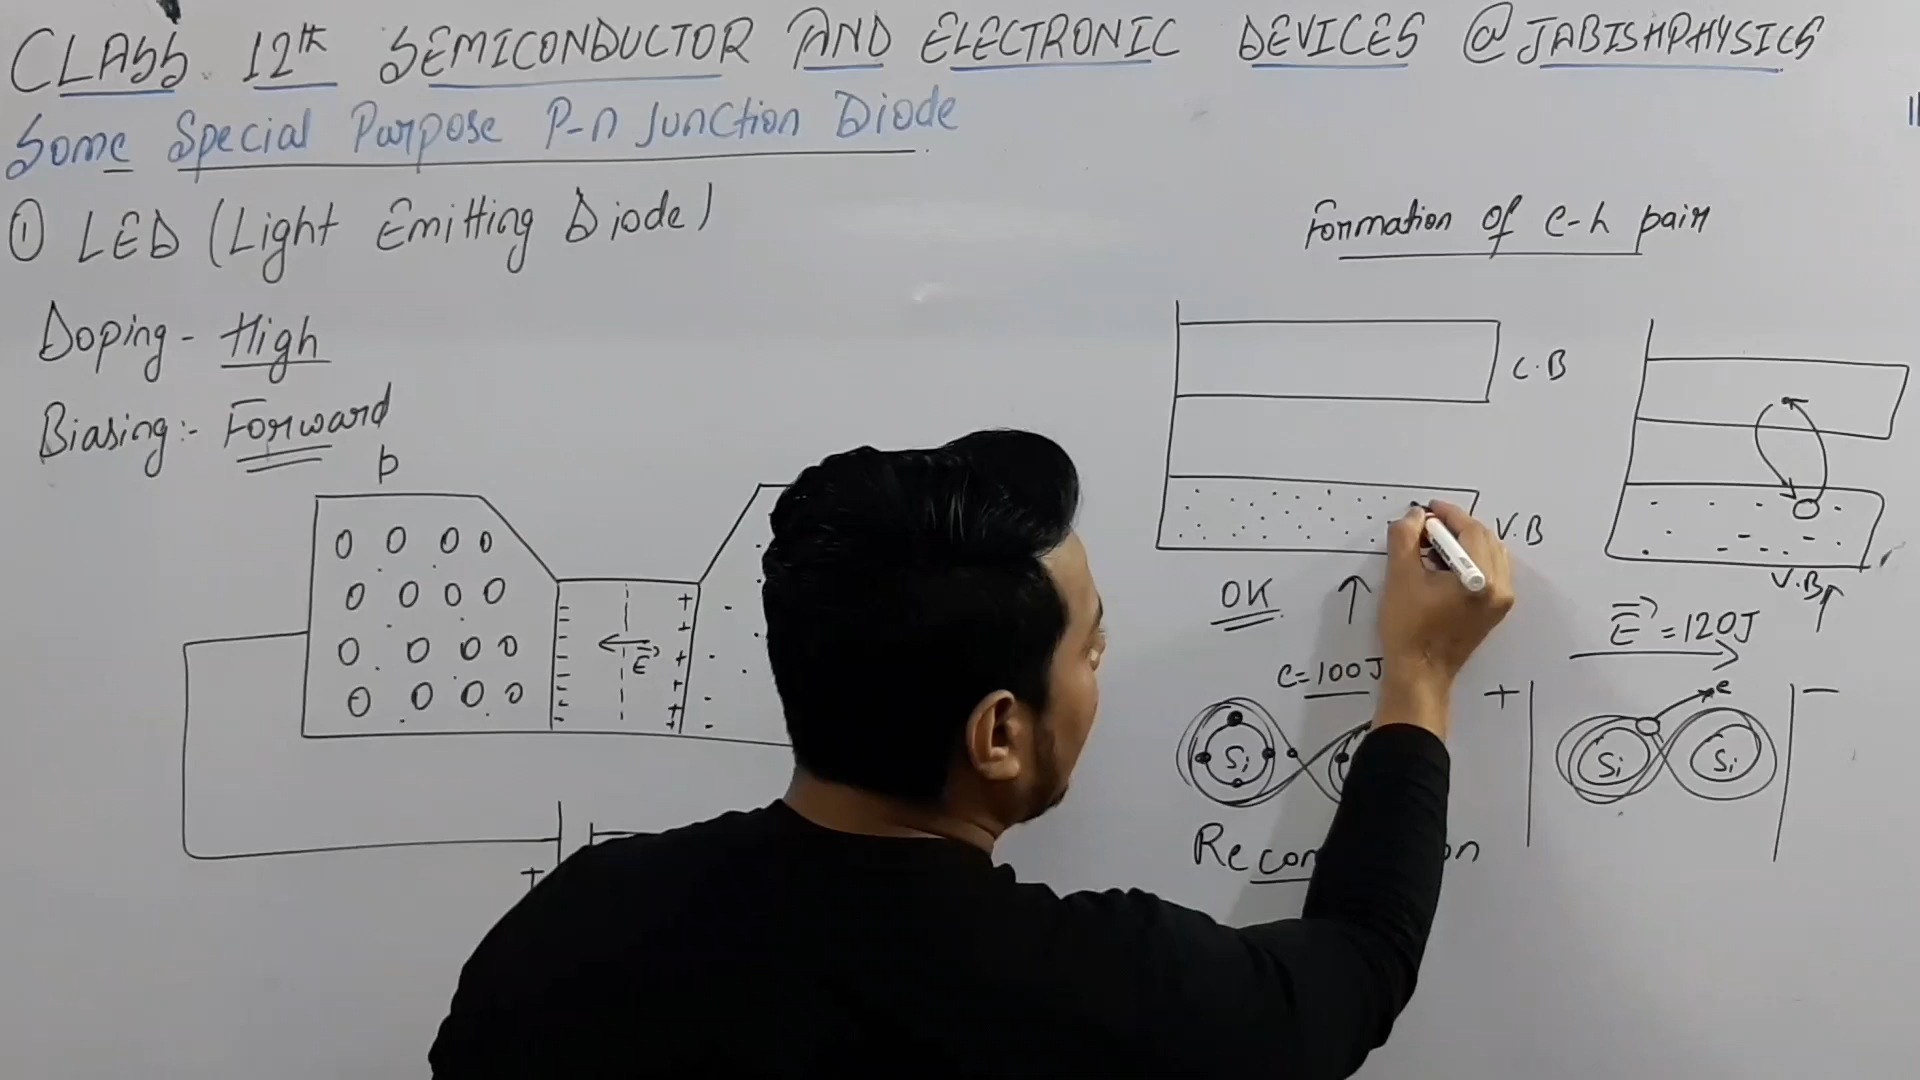 CLASS 12th SEMICONDUCTOR AND ELECTRONIC DEVICES @JABISHPHYSICS
Some Special Purpose P-n Junction Diode
① LED (Light Emitting Diode)
Doping - High
Biasing:- Forward
p
E
+
Formation of e-h pair
C.B
V.B
OK
e=100J
Si
V.B
E = 120J
+
−
e
Si
Si